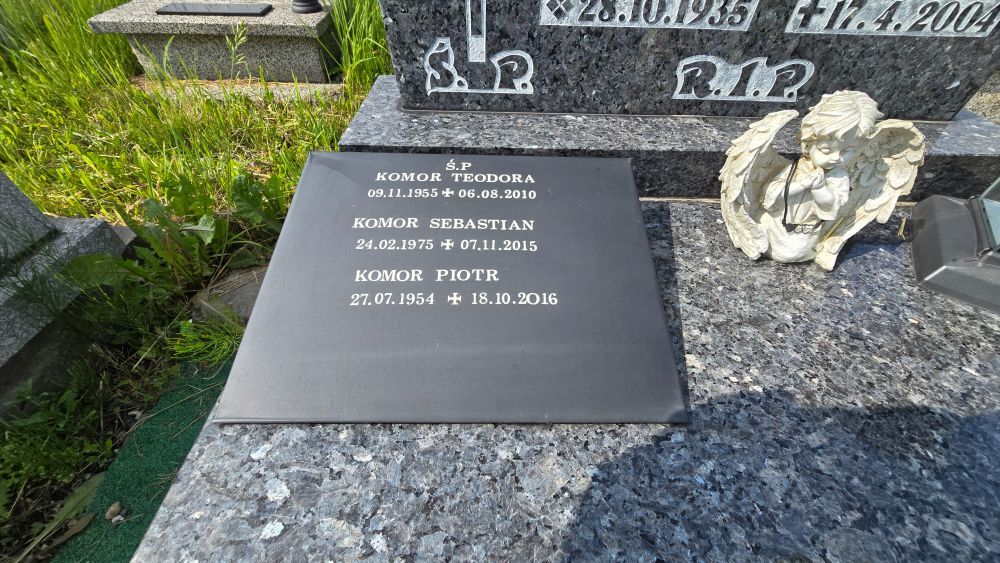 28.10.1935 17.4.2004
Ś. P.
R.I.P.
Ś.P
KOMOR TEODORA
09.11.1955 ✠ 06.08.2010
KOMOR SEBASTIAN
24.02.1975 ✠ 07.11.2015
KOMOR PIOTR
27.07.1954 ✠ 18.10.2016